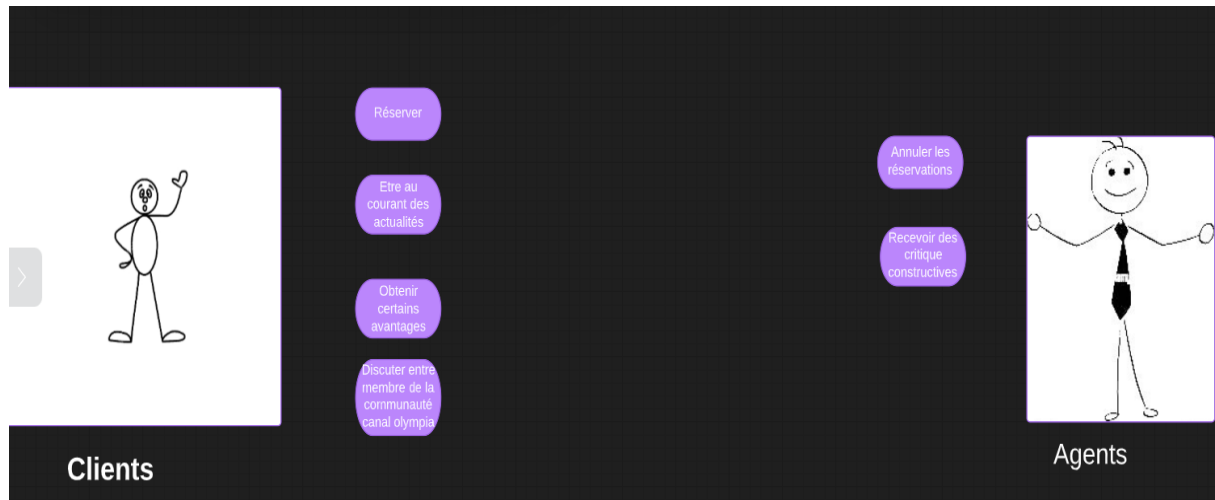 Réserver
Etre au
courant des
actualités
Obtenir
certains
avantages
Discuter entre
membre de la
communauté
canal olympia
Clients
Annuler les
réservations
Recevoir des
critique
constructives
Agents